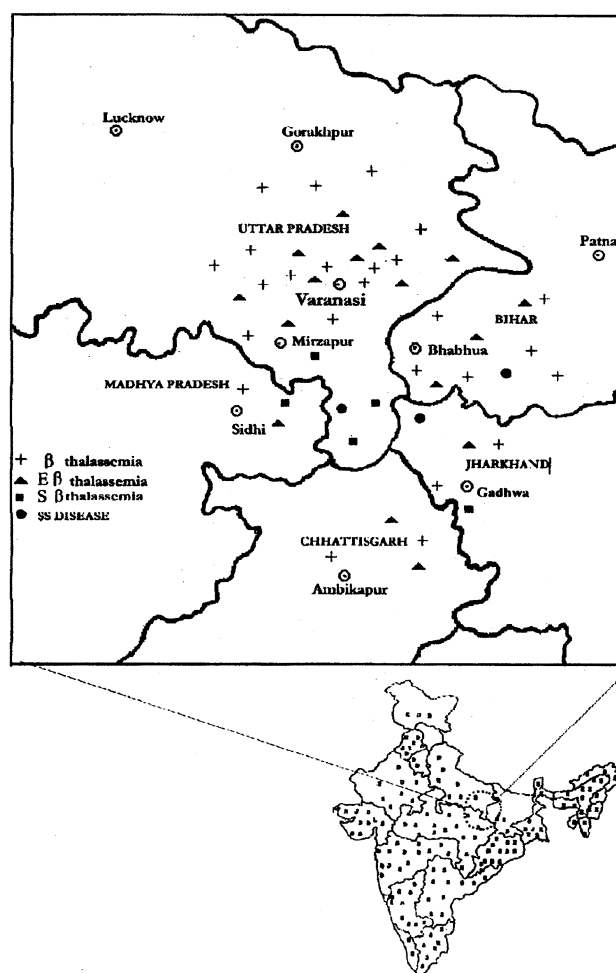 Lucknow
Gorakhpur
UTTAR PRADESH
Patna
Varanasi
BIHAR
Mirzapur
Bhabhua
MADHYA PRADESH
Sidhi
+ β thalassemia
▲ E β thalassemia
■ S β thalassemia
● SS DISEASE
JHARKHAND
Gadhwa
CHHATTISGARH
Ambikapur